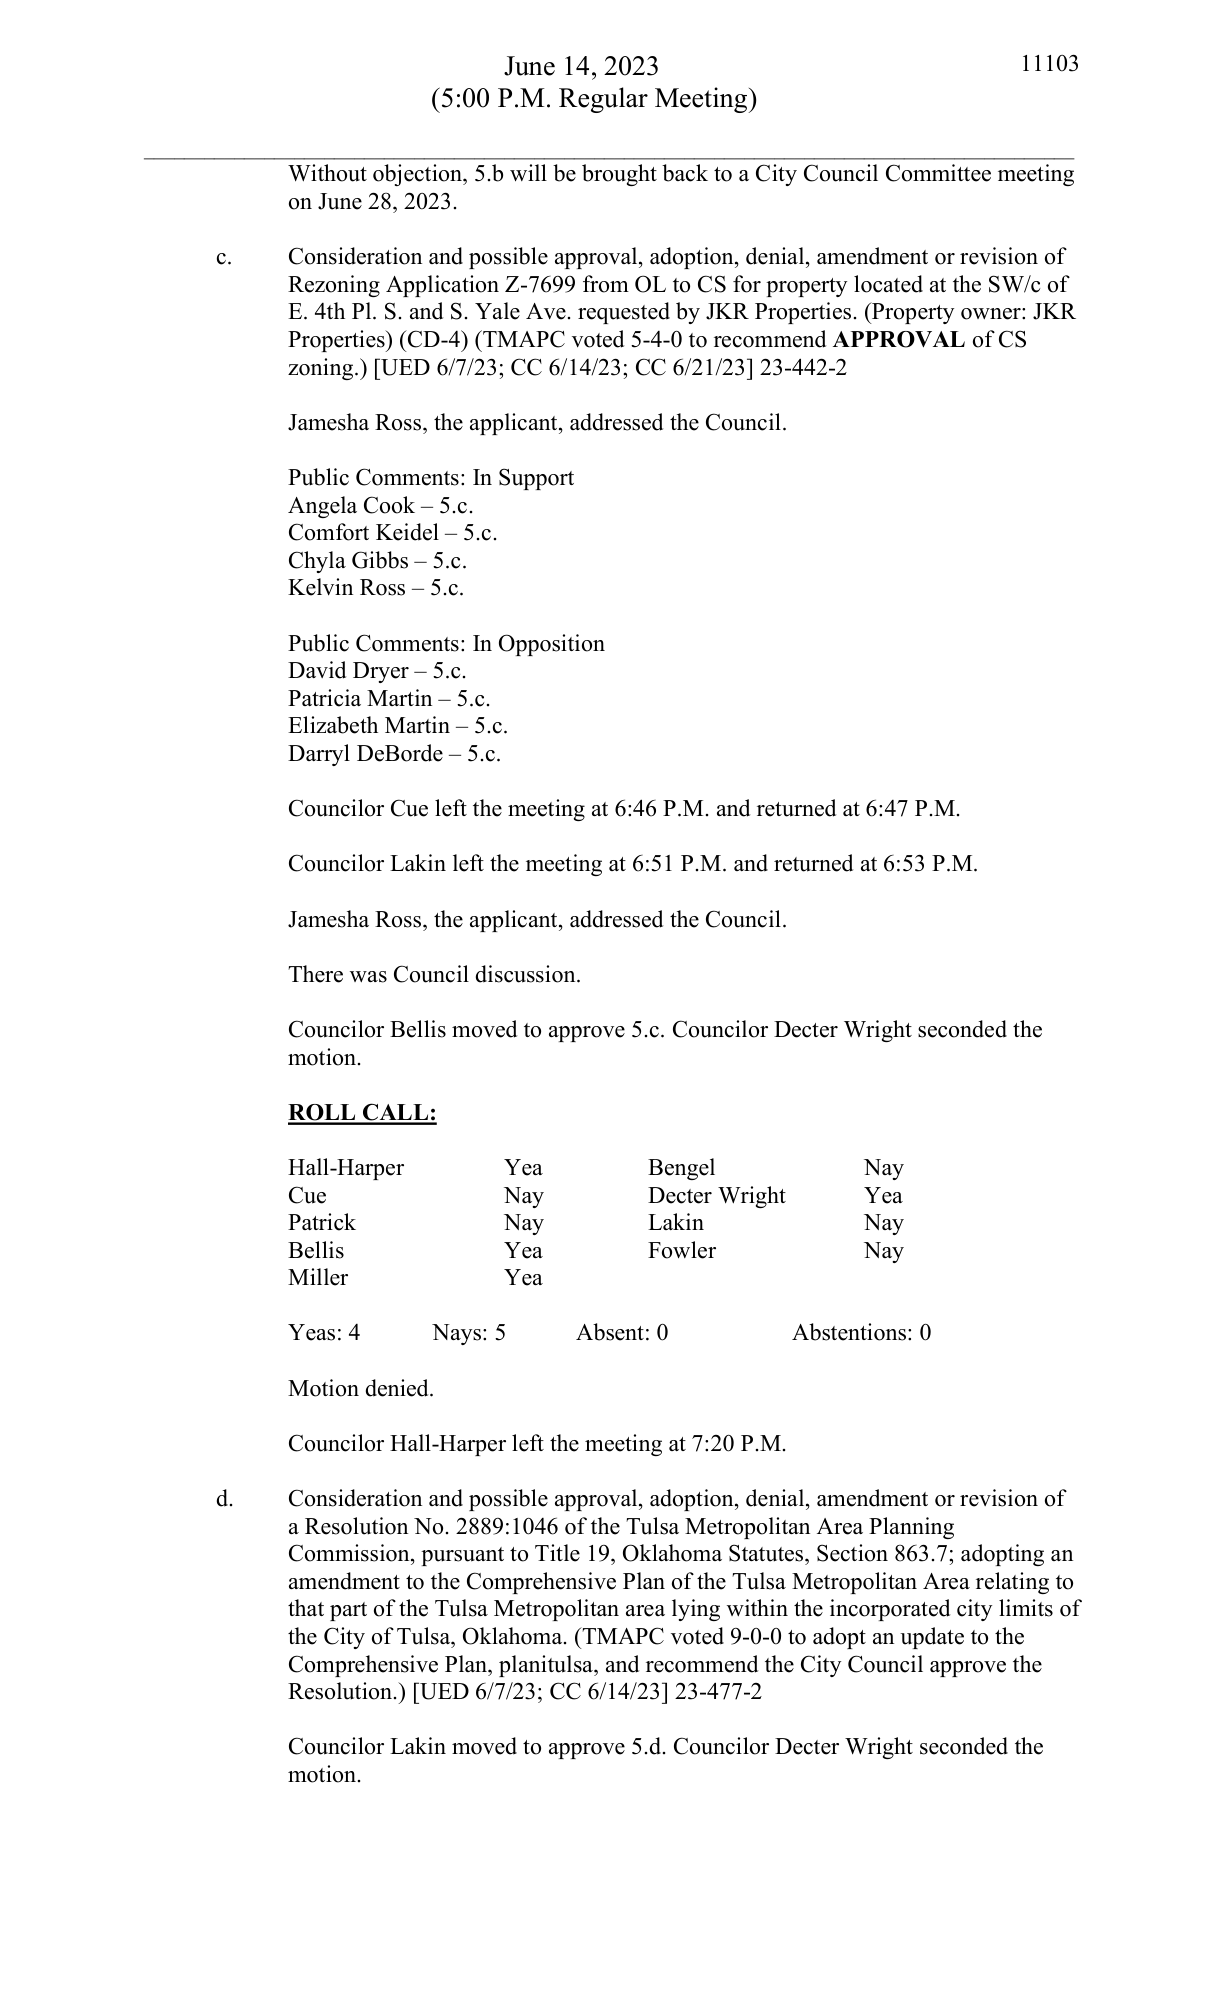 June 14, 2023
11103
(5:00 P.M. Regular Meeting)
Without objection, 5.b will be brought back to a City Council Committee meeting
on June 28, 2023.
c. Consideration and possible approval, adoption, denial, amendment or revision of
Rezoning Application Z-7699 from OL to CS for property located at the SW/c of
E. 4th Pl. S. and S. Yale Ave. requested by JKR Properties. (Property owner: JKR
Properties) (CD-4) (TMAPC voted 5-4-0 to recommend APPROVAL of CS
zoning.) [UED 6/7/23; CC 6/14/23; CC 6/21/23] 23-442-2
Jamesha Ross, the applicant, addressed the Council.
Public Comments: In Support
Angela Cook – 5.c.
Comfort Keidel – 5.c.
Chyla Gibbs – 5.c.
Kelvin Ross – 5.c.
Public Comments: In Opposition
David Dryer – 5.c.
Patricia Martin – 5.c.
Elizabeth Martin – 5.c.
Darryl DeBorde – 5.c.
Councilor Cue left the meeting at 6:46 P.M. and returned at 6:47 P.M.
Councilor Lakin left the meeting at 6:51 P.M. and returned at 6:53 P.M.
Jamesha Ross, the applicant, addressed the Council.
There was Council discussion.
Councilor Bellis moved to approve 5.c. Councilor Decter Wright seconded the
motion.
ROLL CALL:
Hall-Harper Yea Bengel Nay
Cue Nay Decter Wright Yea
Patrick Nay Lakin Nay
Bellis Yea Fowler Nay
Miller Yea
Yeas: 4 Nays: 5 Absent: 0 Abstentions: 0
Motion denied.
Councilor Hall-Harper left the meeting at 7:20 P.M.
d. Consideration and possible approval, adoption, denial, amendment or revision of
a Resolution No. 2889:1046 of the Tulsa Metropolitan Area Planning
Commission, pursuant to Title 19, Oklahoma Statutes, Section 863.7; adopting an
amendment to the Comprehensive Plan of the Tulsa Metropolitan Area relating to
that part of the Tulsa Metropolitan area lying within the incorporated city limits of
the City of Tulsa, Oklahoma. (TMAPC voted 9-0-0 to adopt an update to the
Comprehensive Plan, planitulsa, and recommend the City Council approve the
Resolution.) [UED 6/7/23; CC 6/14/23] 23-477-2
Councilor Lakin moved to approve 5.d. Councilor Decter Wright seconded the
motion.